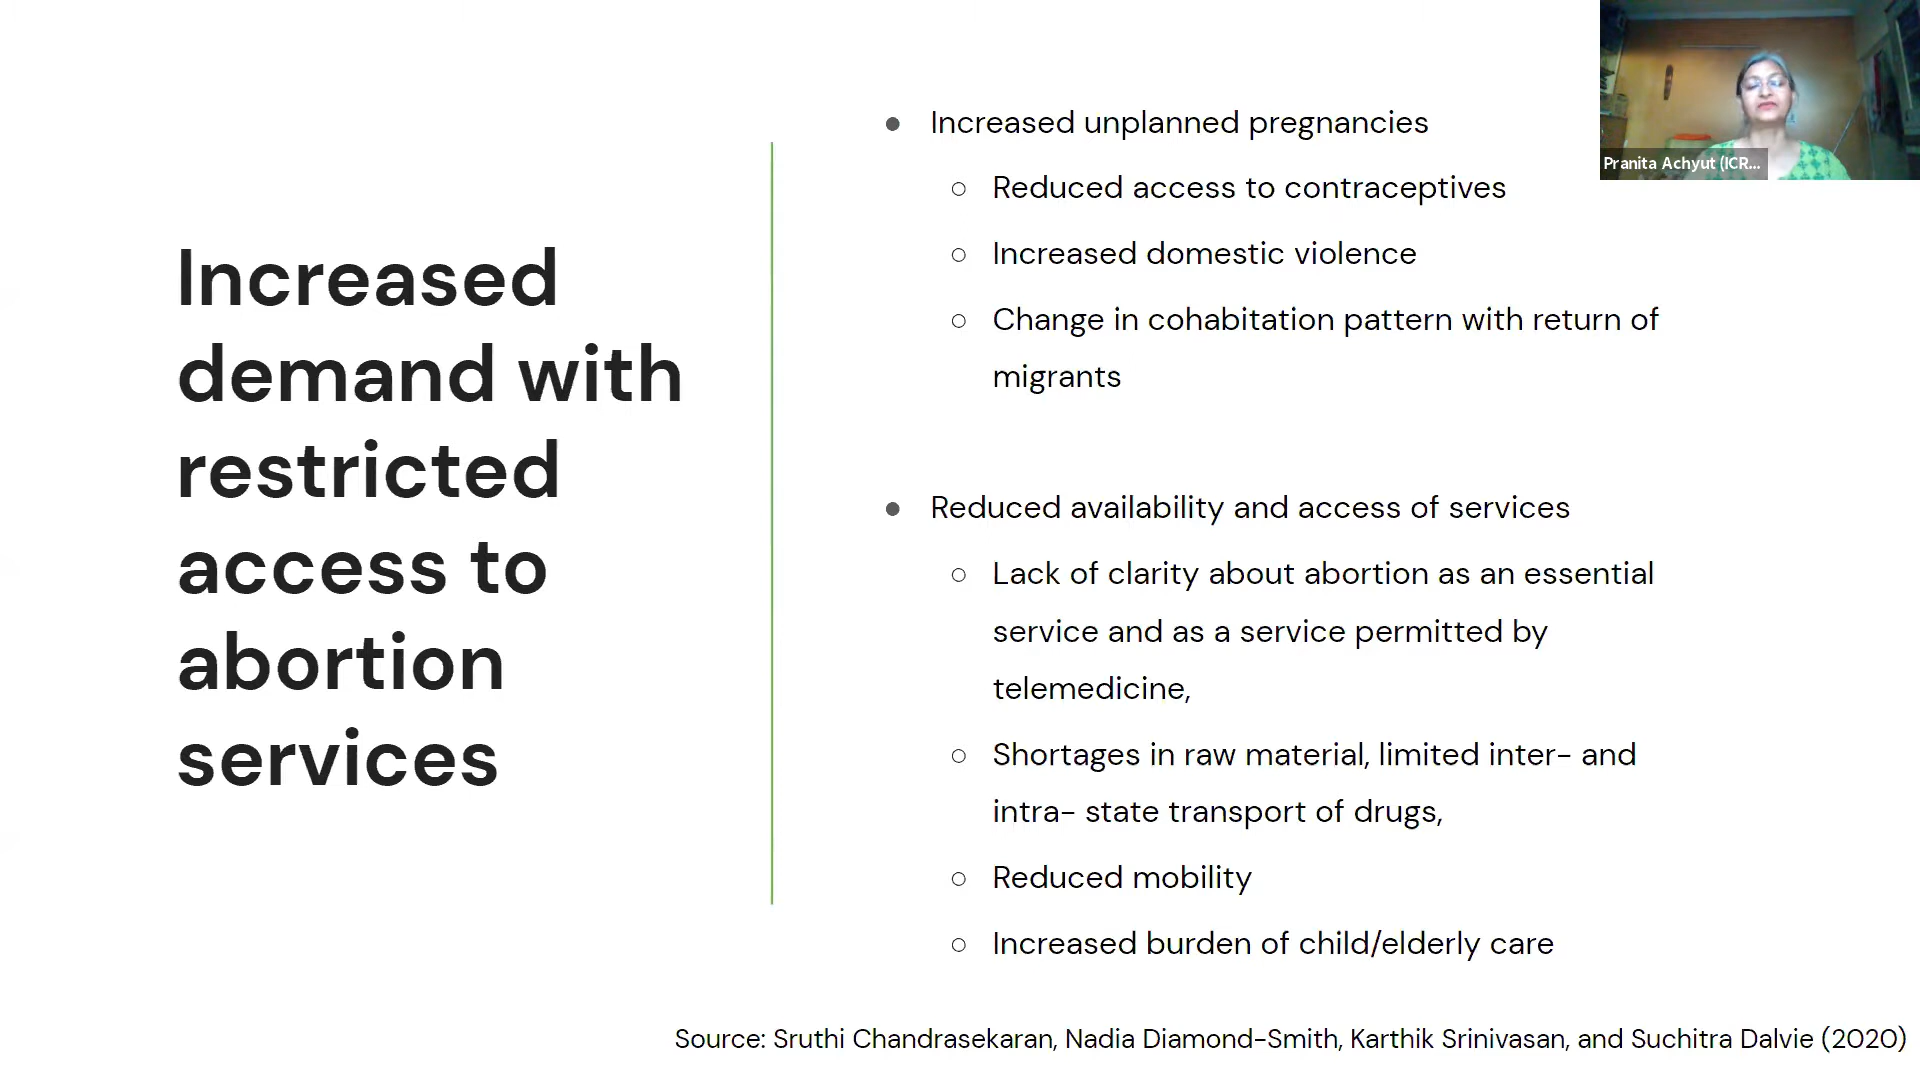 Increased
demand with
restricted
access to
abortion
services
● Increased unplanned pregnancies
○ Reduced access to contraceptives
○ Increased domestic violence
○ Change in cohabitation pattern with return of
migrants
● Reduced availability and access of services
○ Lack of clarity about abortion as an essential
service and as a service permitted by
telemedicine,
○ Shortages in raw material, limited inter- and
intra- state transport of drugs,
○ Reduced mobility
○ Increased burden of child/elderly care
Source: Sruthi Chandrasekaran, Nadia Diamond-Smith, Karthik Srinivasan, and Suchitra Dalvie (2020)
Pranita Achyut (ICR...